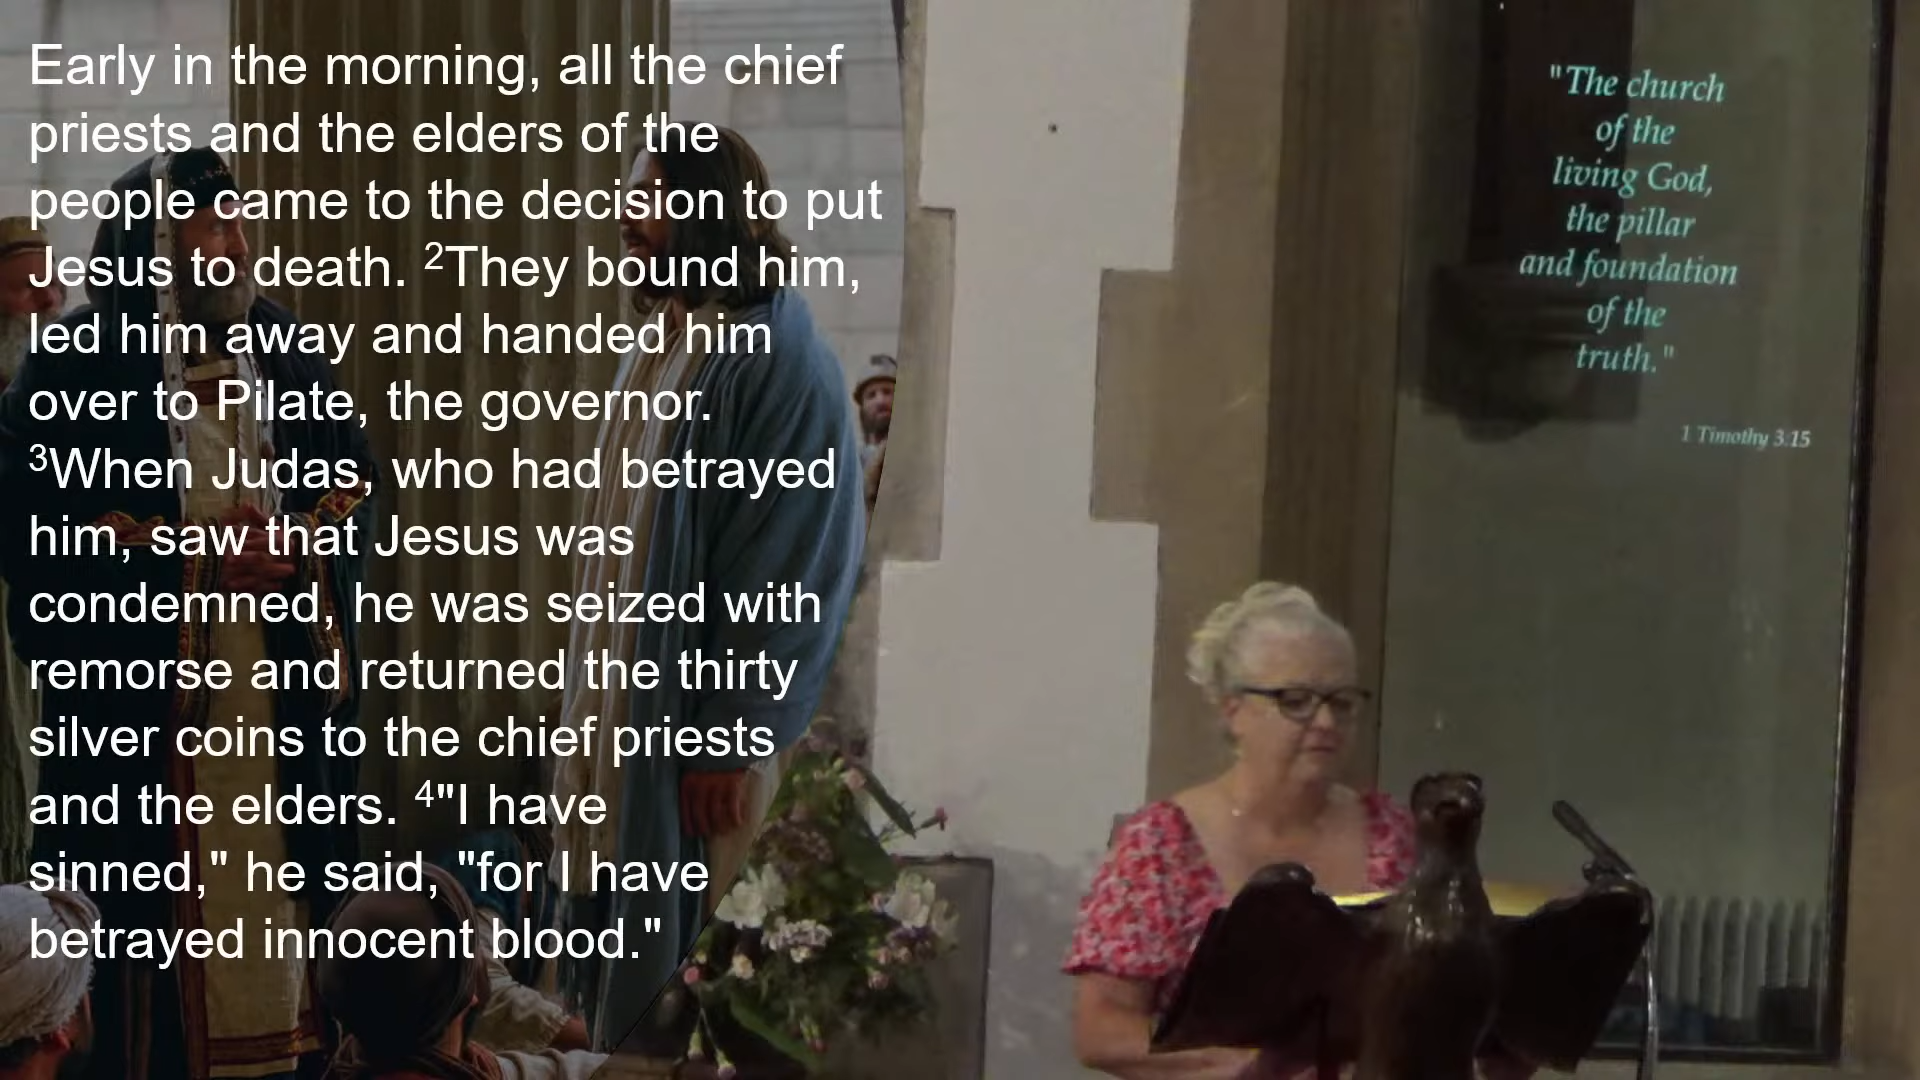 Early in the morning, all the chief
priests and the elders of the
people came to the decision to put
Jesus to death. ²They bound him,
led him away and handed him
over to Pilate, the governor.
³When Judas, who had betrayed
him, saw that Jesus was
condemned, he was seized with
remorse and returned the thirty
silver coins to the chief priests
and the elders. ⁴"I have
sinned," he said, "for I have
betrayed innocent blood."
"The church
of the
living God,
the pillar
and foundation
of the
truth."
1 Timothy 3:15